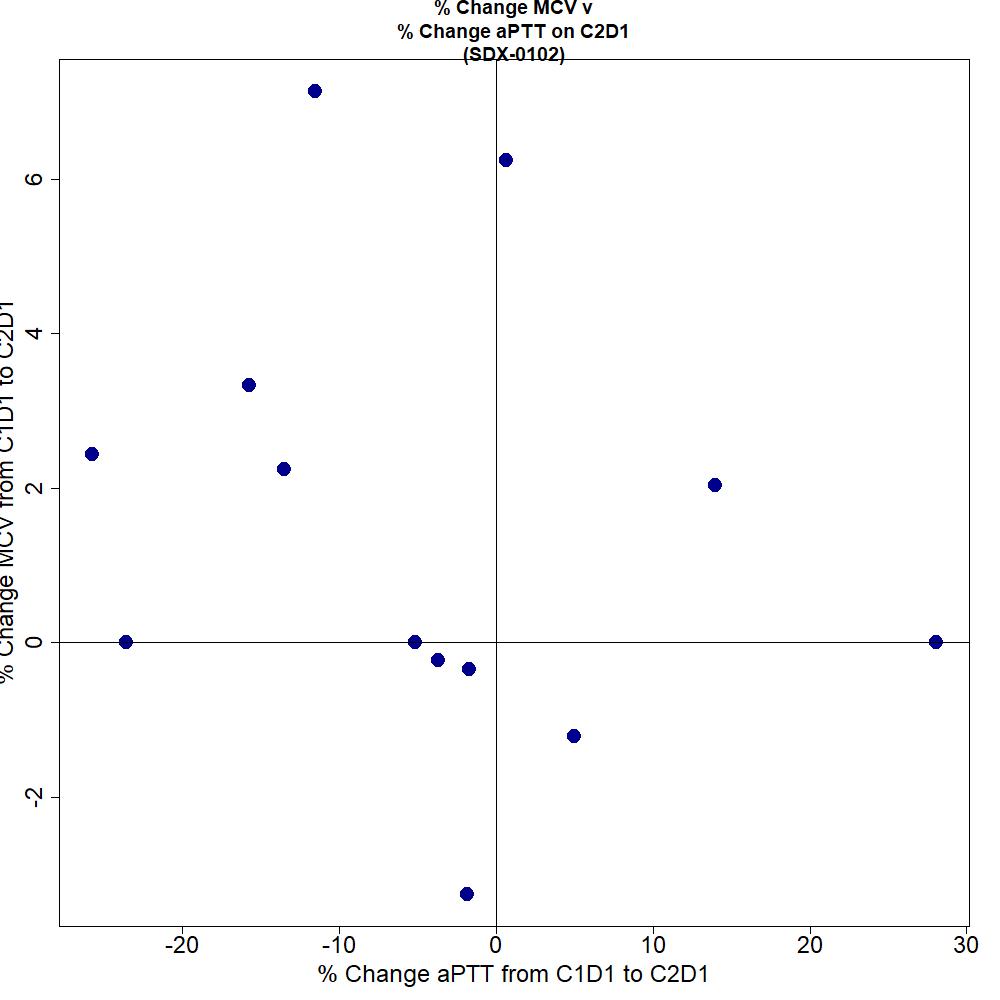 % Change MCV v
% Change aPTT on C2D1
(SDX-0102)
% Change MCV from C1D1 to C2D1
6
4
2
0
-2
-20
-10
0
10
20
30
% Change aPTT from C1D1 to C2D1